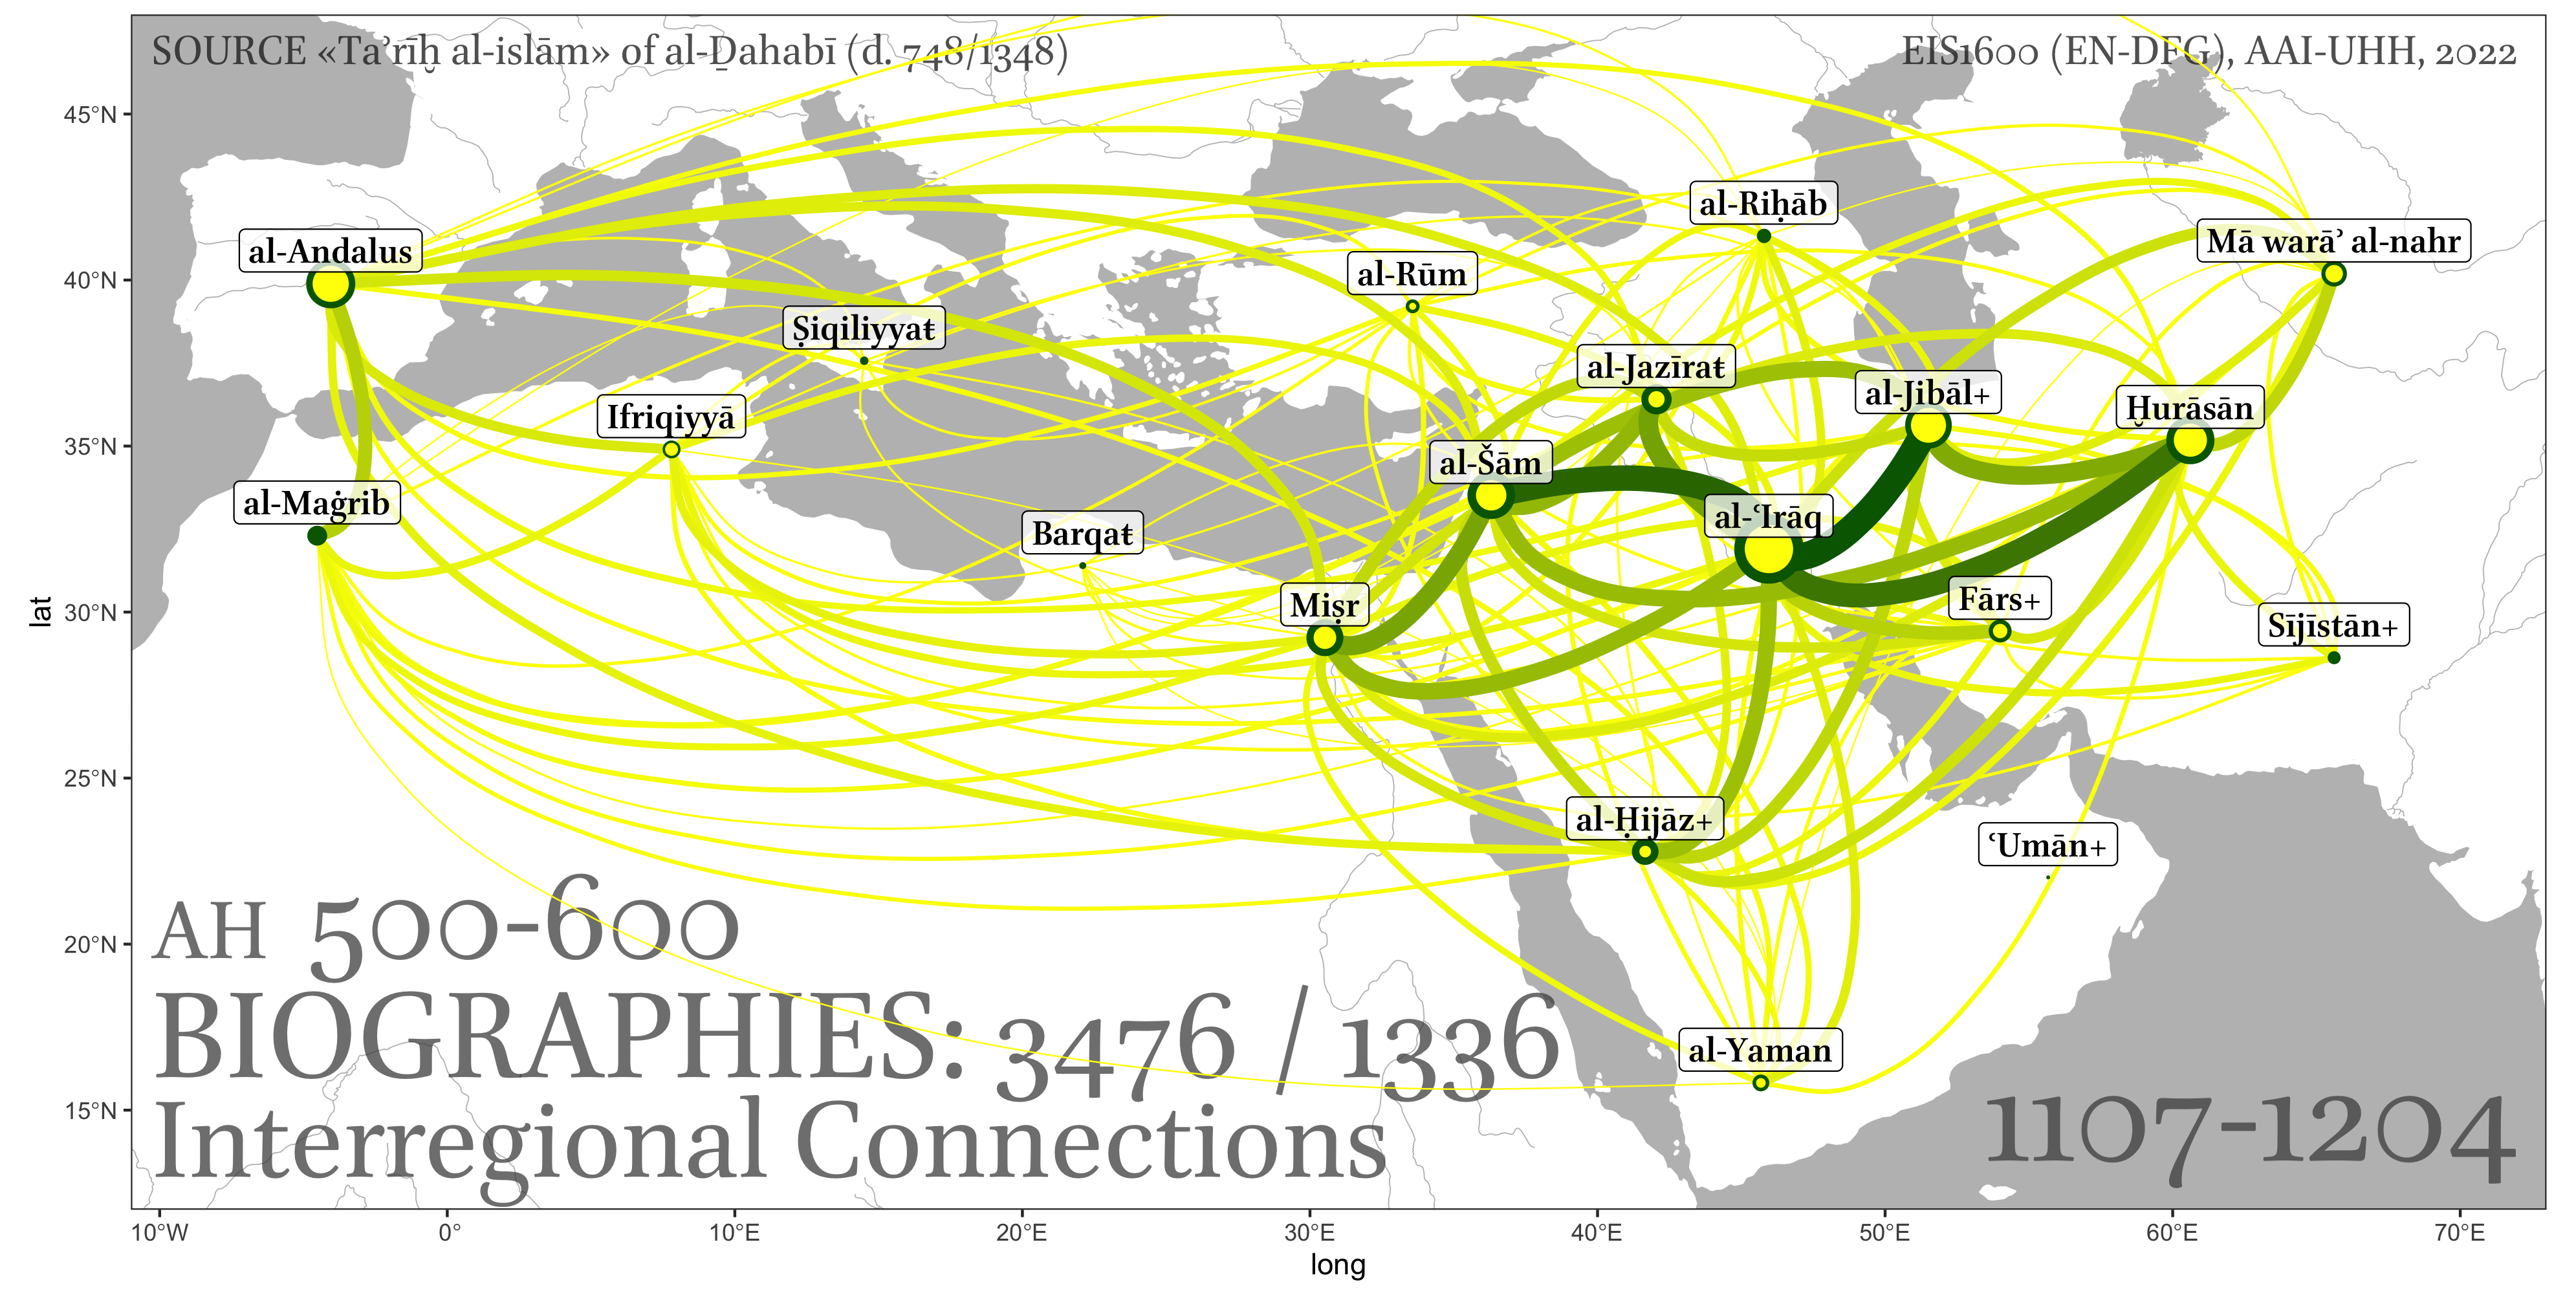 SOURCE «Taʾrīḫ al-islām» of al-Ḏahabī (d. 748/1348)
EIS1600 (EN-DFG), AAI-UHH, 2022
45°N
al-Riḥāb
Mā warāʾ al-nahr
al-Andalus
40°N
al-Rūm
Ṣiqiliyyaŧ
al-Jazīraŧ
al-Jibāl+
Ḫurāsān
Ifriqiyyā
35°N
al-Šām
al-Maġrib
al-ʿIrāq
Barqaŧ
Miṣr
Fārs+
30°N
lat
Sījīstān+
25°N
al-Ḥijāz+
ʿUmān+
AH 500-600
20°N
BIOGRAPHIES: 3476 / 1336
al-Yaman
15°N
Interregional Connections
1107-1204
10°W 0° 10°E 20°E 30°E 40°E 50°E 60°E 70°E
long